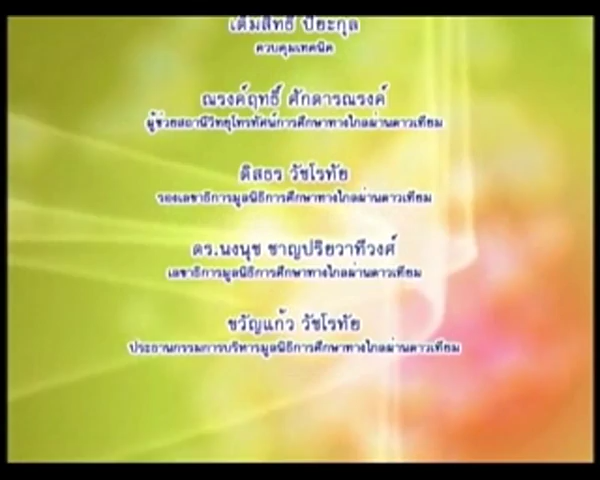 เติมสิทธิ์ ปิยะกุล
ควบคุมเทคนิค
ณรงค์ฤทธิ์ ศักดารณรงค์
ผู้ช่วยสถานีวิทยุโทรทัศน์การศึกษาทางไกลผ่านดาวเทียม
ดิสธร วัชโรทัย
รองเลขาธิการมูลนิธิการศึกษาทางไกลผ่านดาวเทียม
ดร.นงนุช ชาญปริยวาทีวงศ์
เลขาธิการมูลนิธิการศึกษาทางไกลผ่านดาวเทียม
ขวัญแก้ว วัชโรทัย
ประธานกรรมการบริหารมูลนิธิการศึกษาทางไกลผ่านดาวเทียม